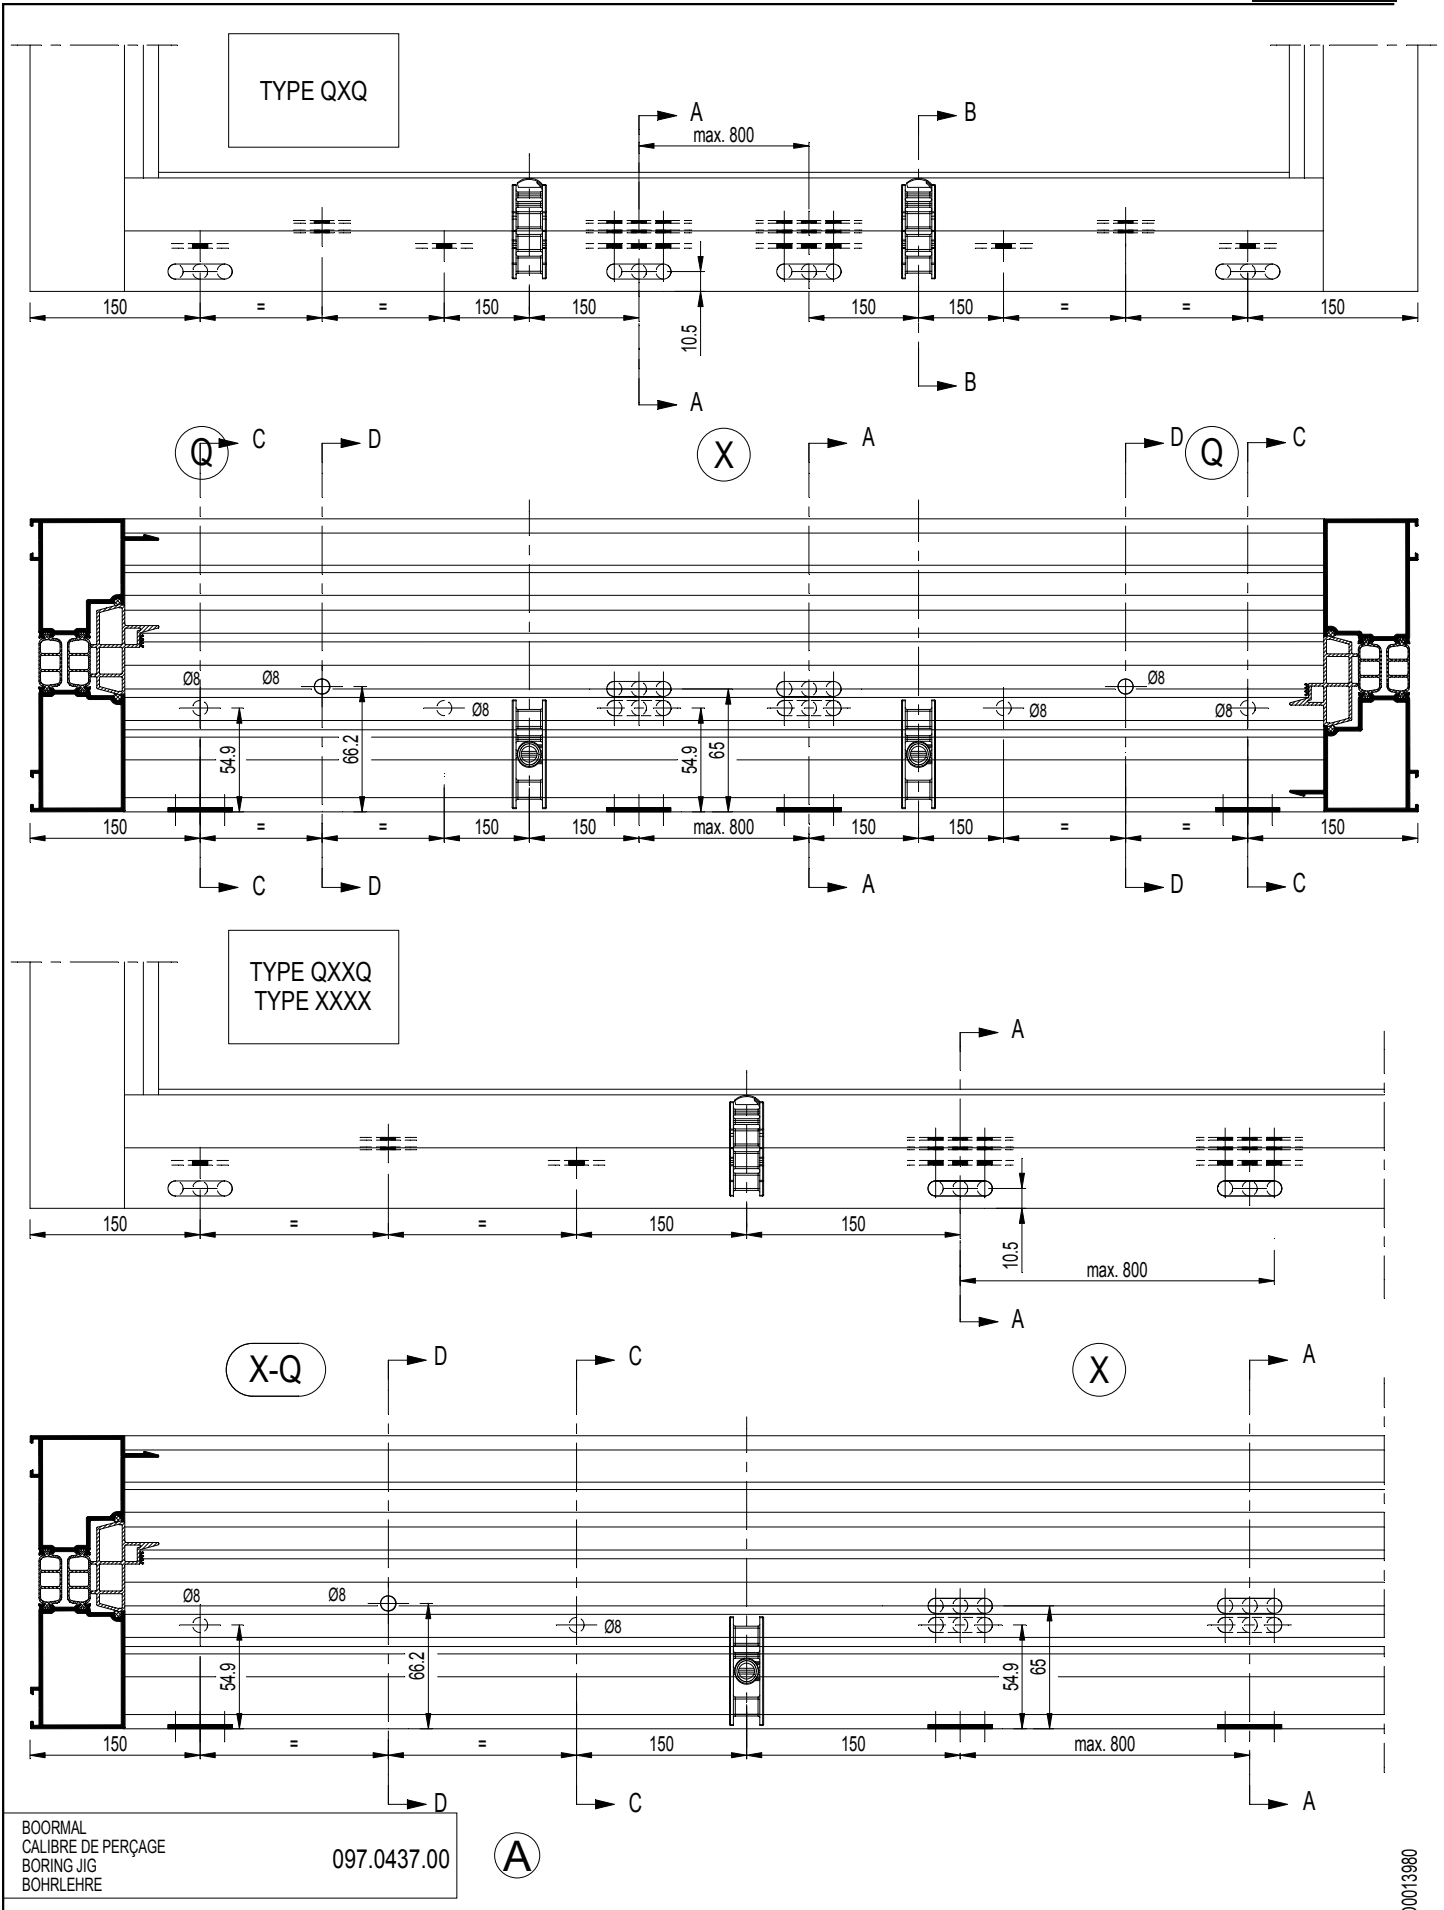 TYPE QXQ
A
B
max. 800
150
=
=
150
150
150
150
=
=
150
10.5
B
A
Q
C
D
X
A
D
Q
C
Ø8
Ø8
Ø8
Ø8
Ø8
Ø8
54.9
66.2
54.9
65
150
=
=
150
150
max. 800
150
150
=
=
150
C
D
A
D
C
TYPE QXXQ
TYPE XXXX
A
150
=
=
150
150
10.5
max. 800
A
X-Q
D
C
X
A
Ø8
Ø8
Ø8
54.9
66.2
54.9
65
150
=
=
150
150
max. 800
D
C
A
BOORMAL
CALIBRE DE PERÇAGE
BORING JIG
BOHRLEHRE
097.0437.00
A